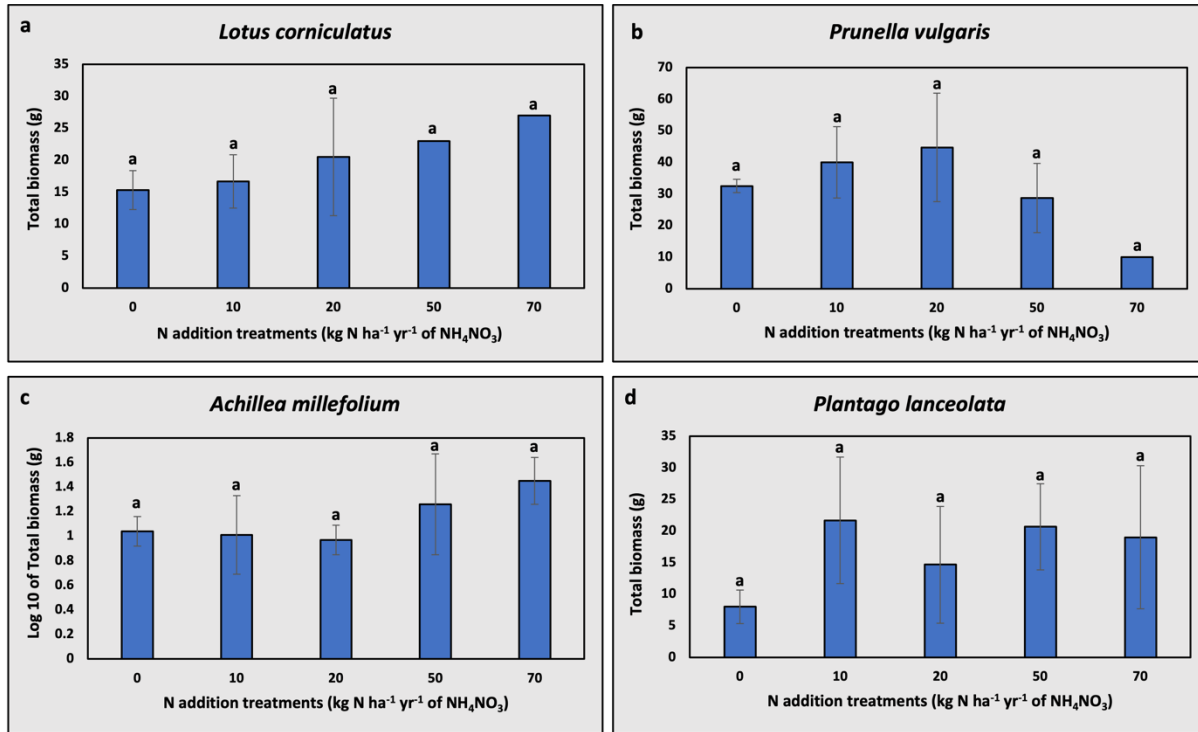 a
Lotus corniculatus
Total biomass (g)
35
30
25
20
15
10
5
0
a
a
a
a
a
0 10 20 50 70
N addition treatments (kg N ha⁻¹ yr⁻¹ of NH₄NO₃)
b
Prunella vulgaris
Total biomass (g)
70
60
50
40
30
20
10
0
a
a
a
a
a
0 10 20 50 70
N addition treatments (kg N ha⁻¹ yr⁻¹ of NH₄NO₃)
c
Achillea millefolium
Log 10 of Total biomass (g)
1.8
1.6
1.4
1.2
1
0.8
0.6
0.4
0.2
0
a
a
a
a
a
0 10 20 50 70
N addition treatments (kg N ha⁻¹ yr⁻¹ of NH₄NO₃)
d
Plantago lanceolata
Total biomass (g)
35
30
25
20
15
10
5
0
a
a
a
a
a
0 10 20 50 70
N addition treatments (kg N ha⁻¹ yr⁻¹ of NH₄NO₃)